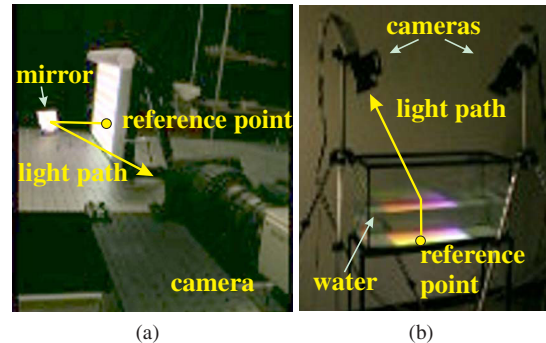 mirror
reference point
light path
camera
(a)
cameras
light path
water
reference
point
(b)